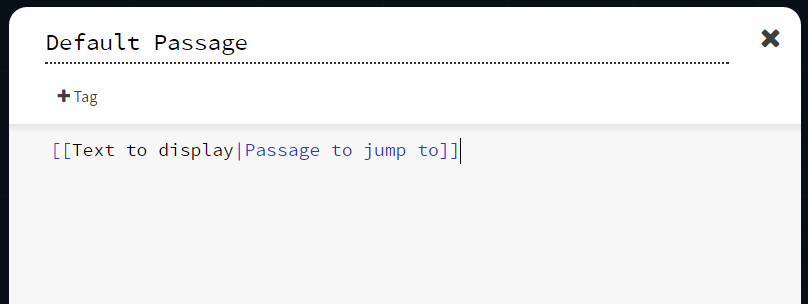 Default Passage
+ Tag
[[Text to display|Passage to jump to]]